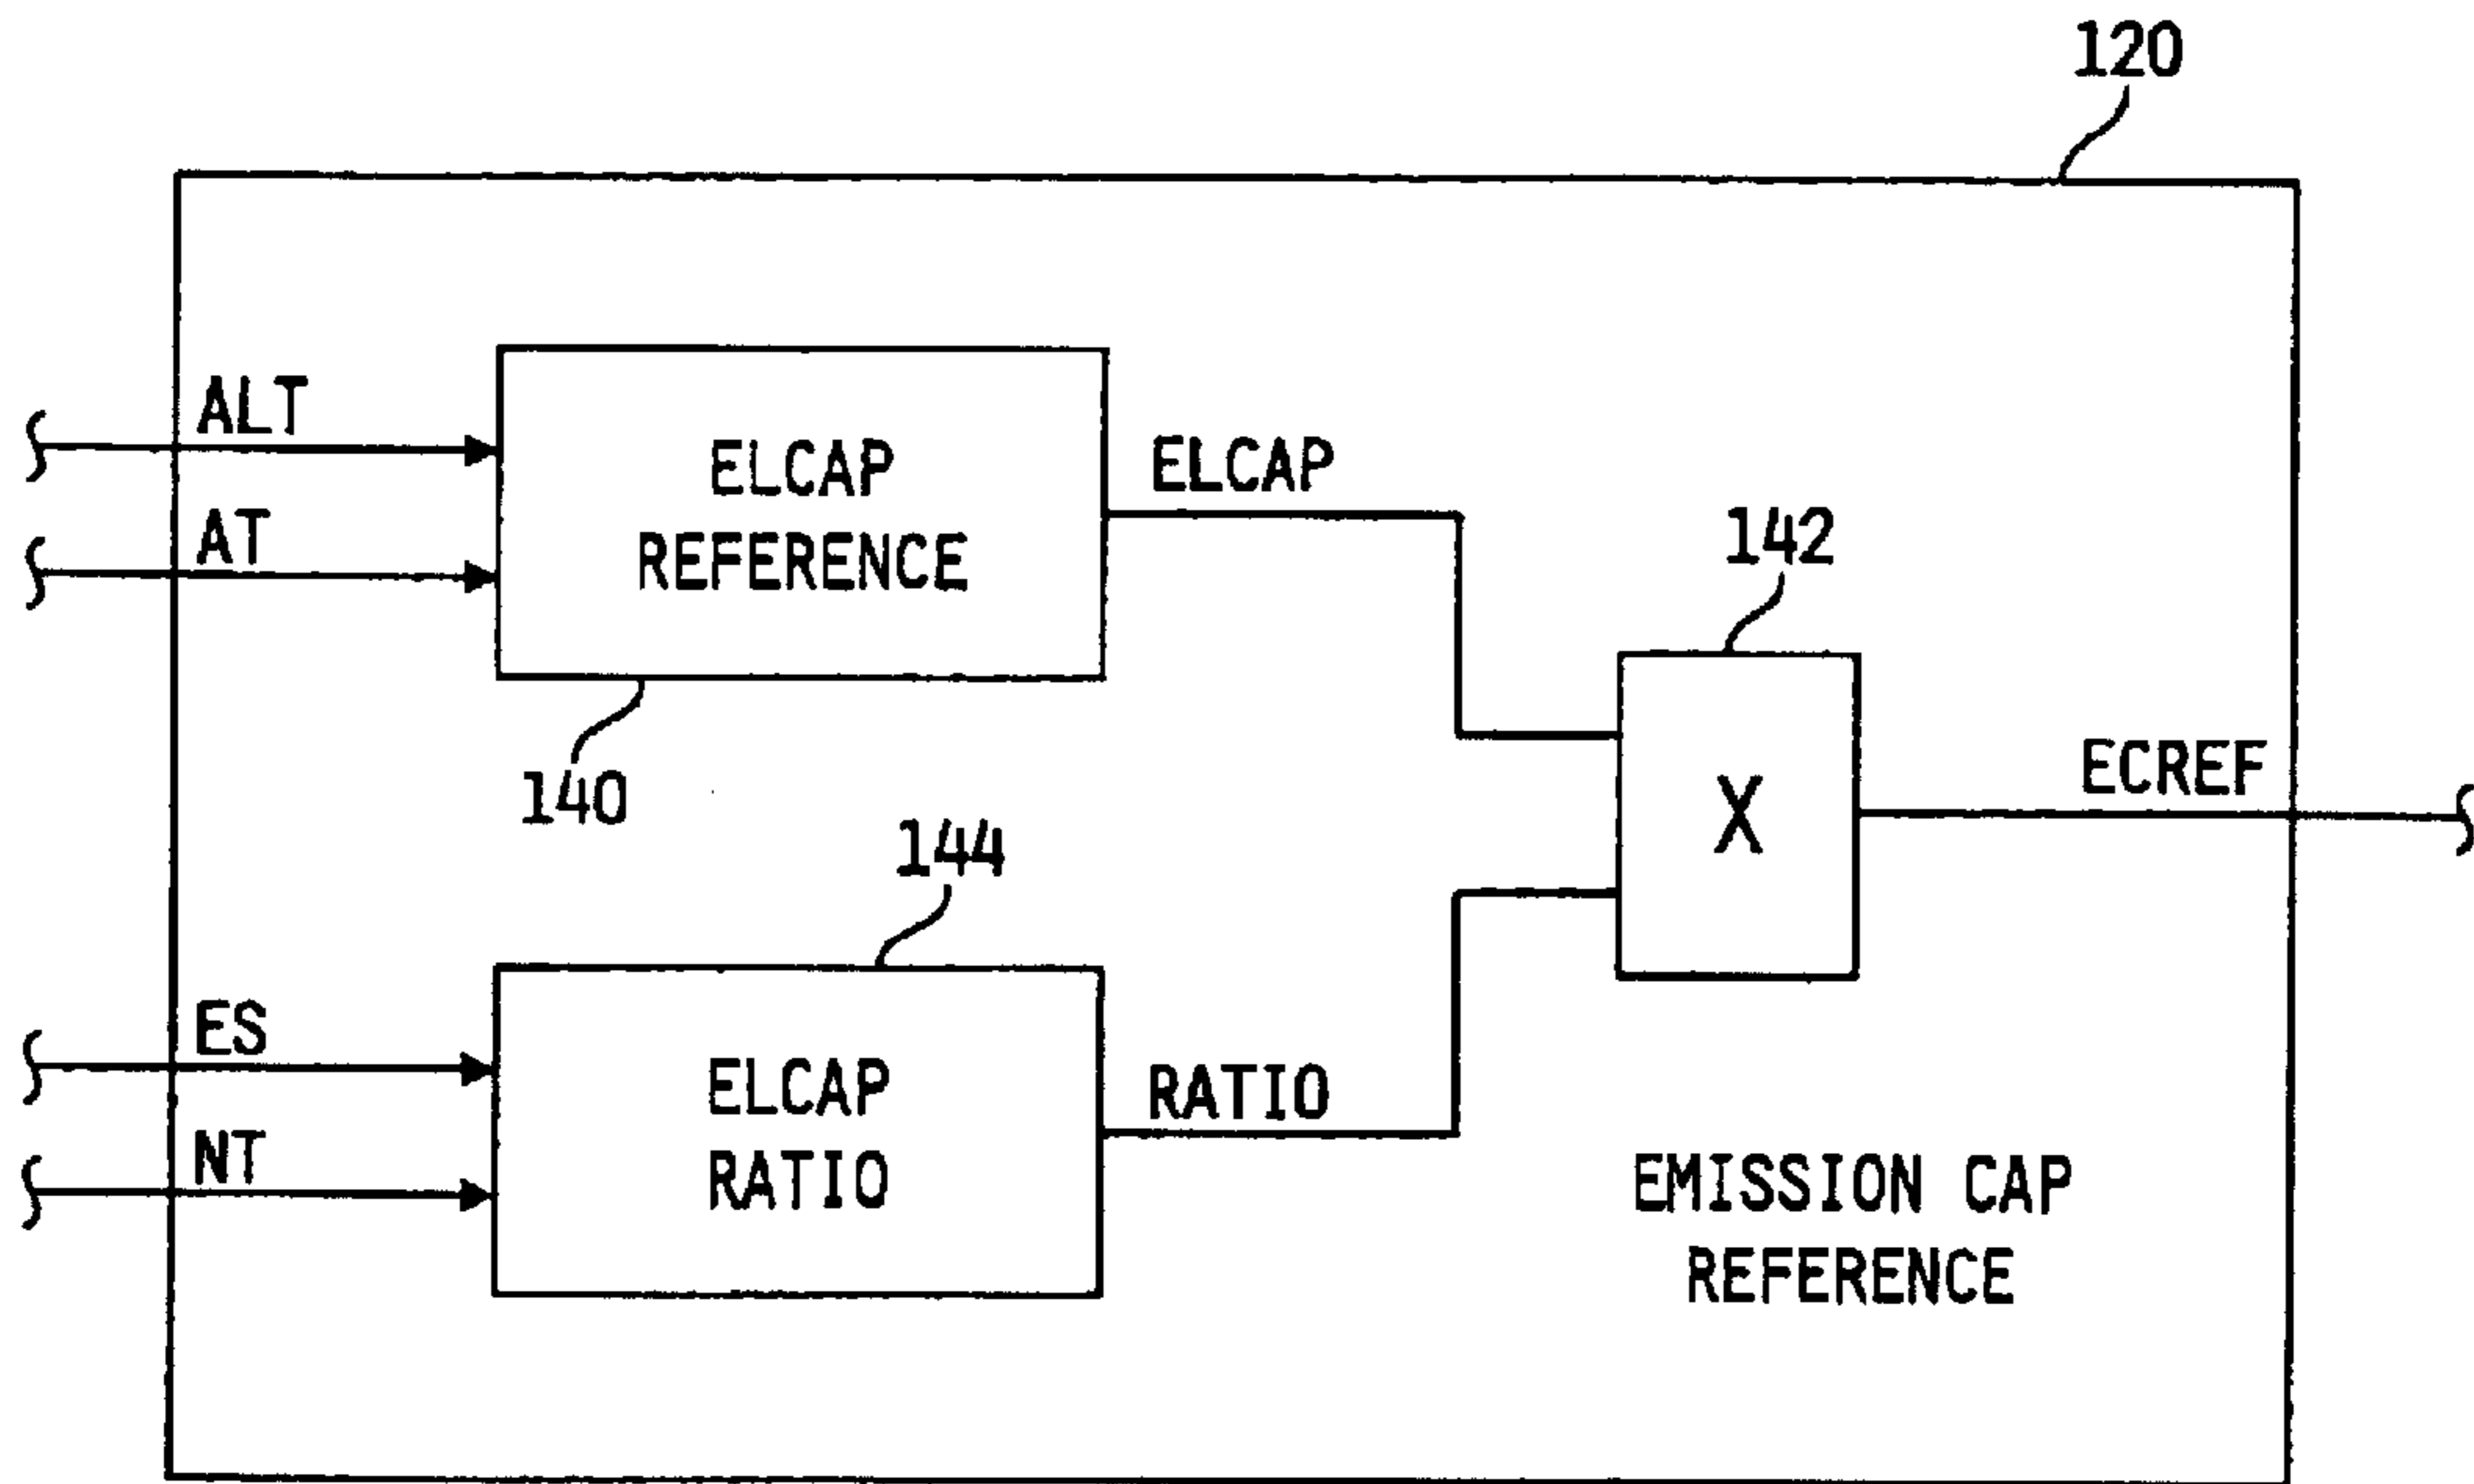 120
ALT
AT
ELCAP
REFERENCE
ELCAP
140
142
X
ECREF
144
ES
NT
ELCAP
RATIO
RATIO
EMISSION CAP
REFERENCE